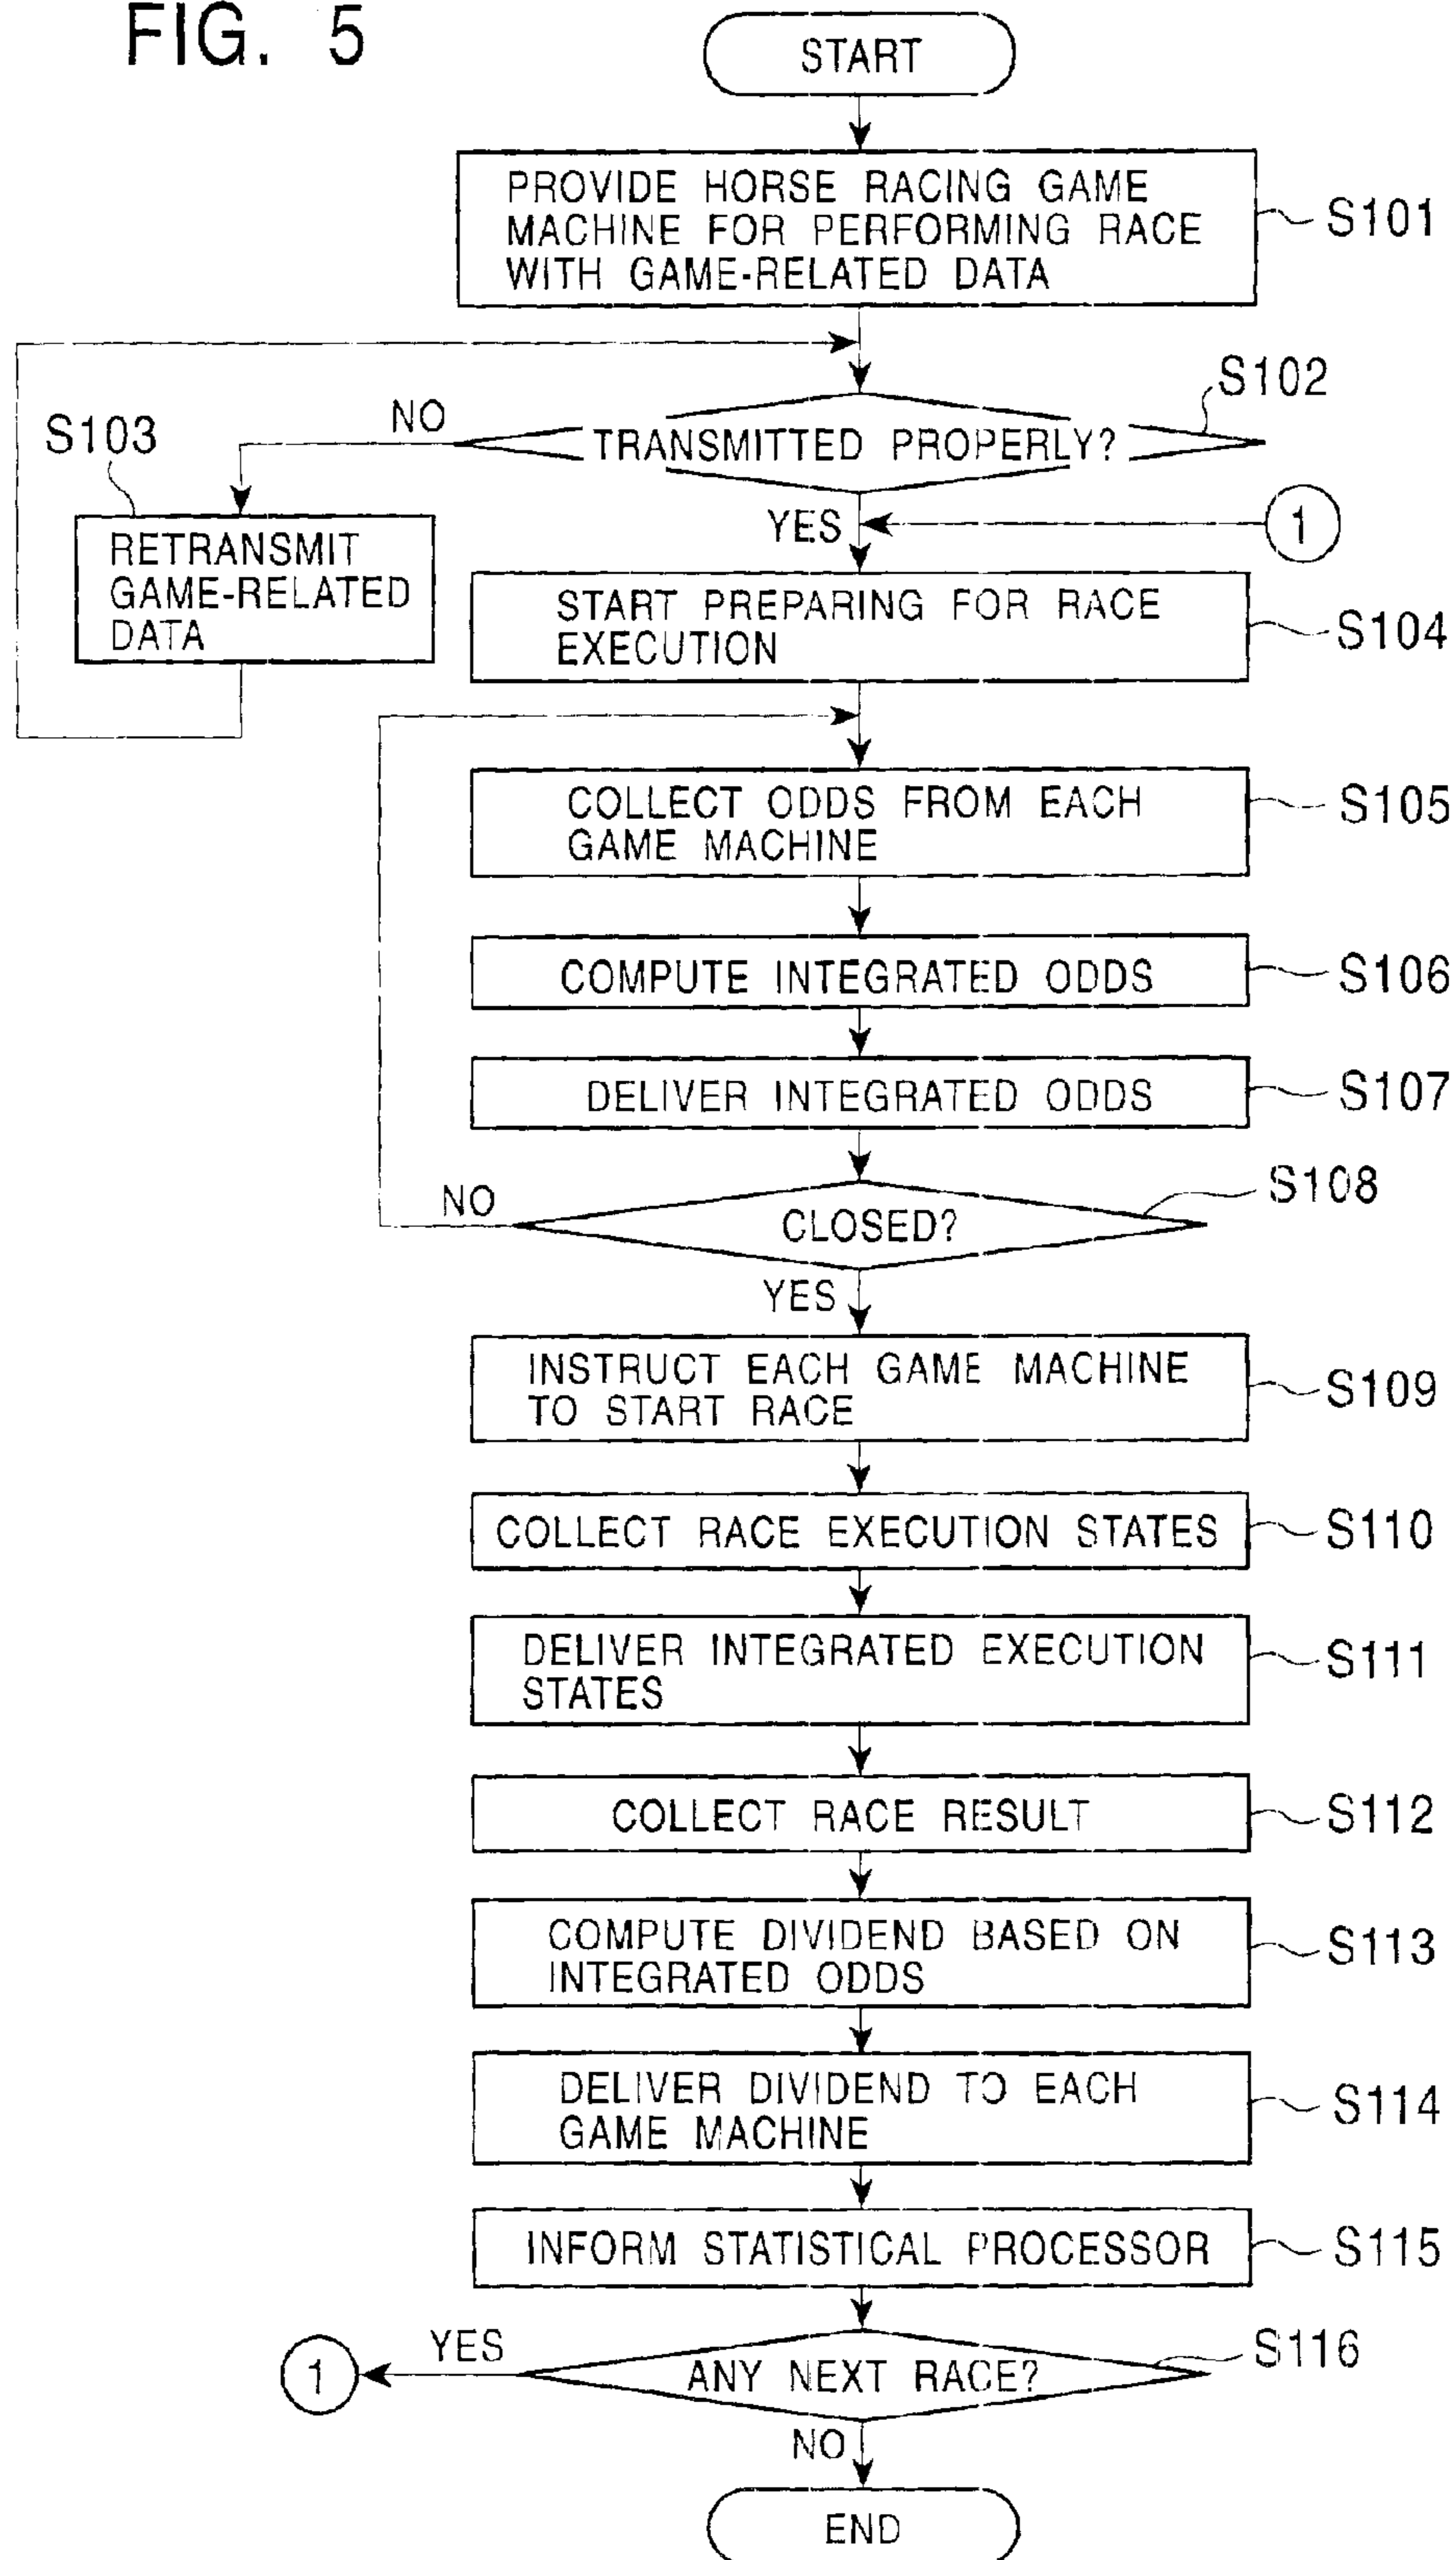 FIG. 5
START
PROVIDE HORSE RACING GAME
MACHINE FOR PERFORMING RACE
WITH GAME-RELATED DATA
S101
S102
TRANSMITTED PROPERLY?
NO
S103
YES
1
RETRANSMIT
GAME-RELATED
DATA
START PREPARING FOR RACE
EXECUTION
S104
COLLECT ODDS FROM EACH
GAME MACHINE
S105
COMPUTE INTEGRATED ODDS
S106
DELIVER INTEGRATED ODDS
S107
CLOSED?
S108
NO
YES
INSTRUCT EACH GAME MACHINE
TO START RACE
S109
COLLECT RACE EXECUTION STATES
S110
DELIVER INTEGRATED EXECUTION
STATES
S111
COLLECT RACE RESULT
S112
COMPUTE DIVIDEND BASED ON
INTEGRATED ODDS
S113
DELIVER DIVIDEND TO EACH
GAME MACHINE
S114
INFORM STATISTICAL PROCESSOR
S115
ANY NEXT RACE?
S116
YES
1
NO
END